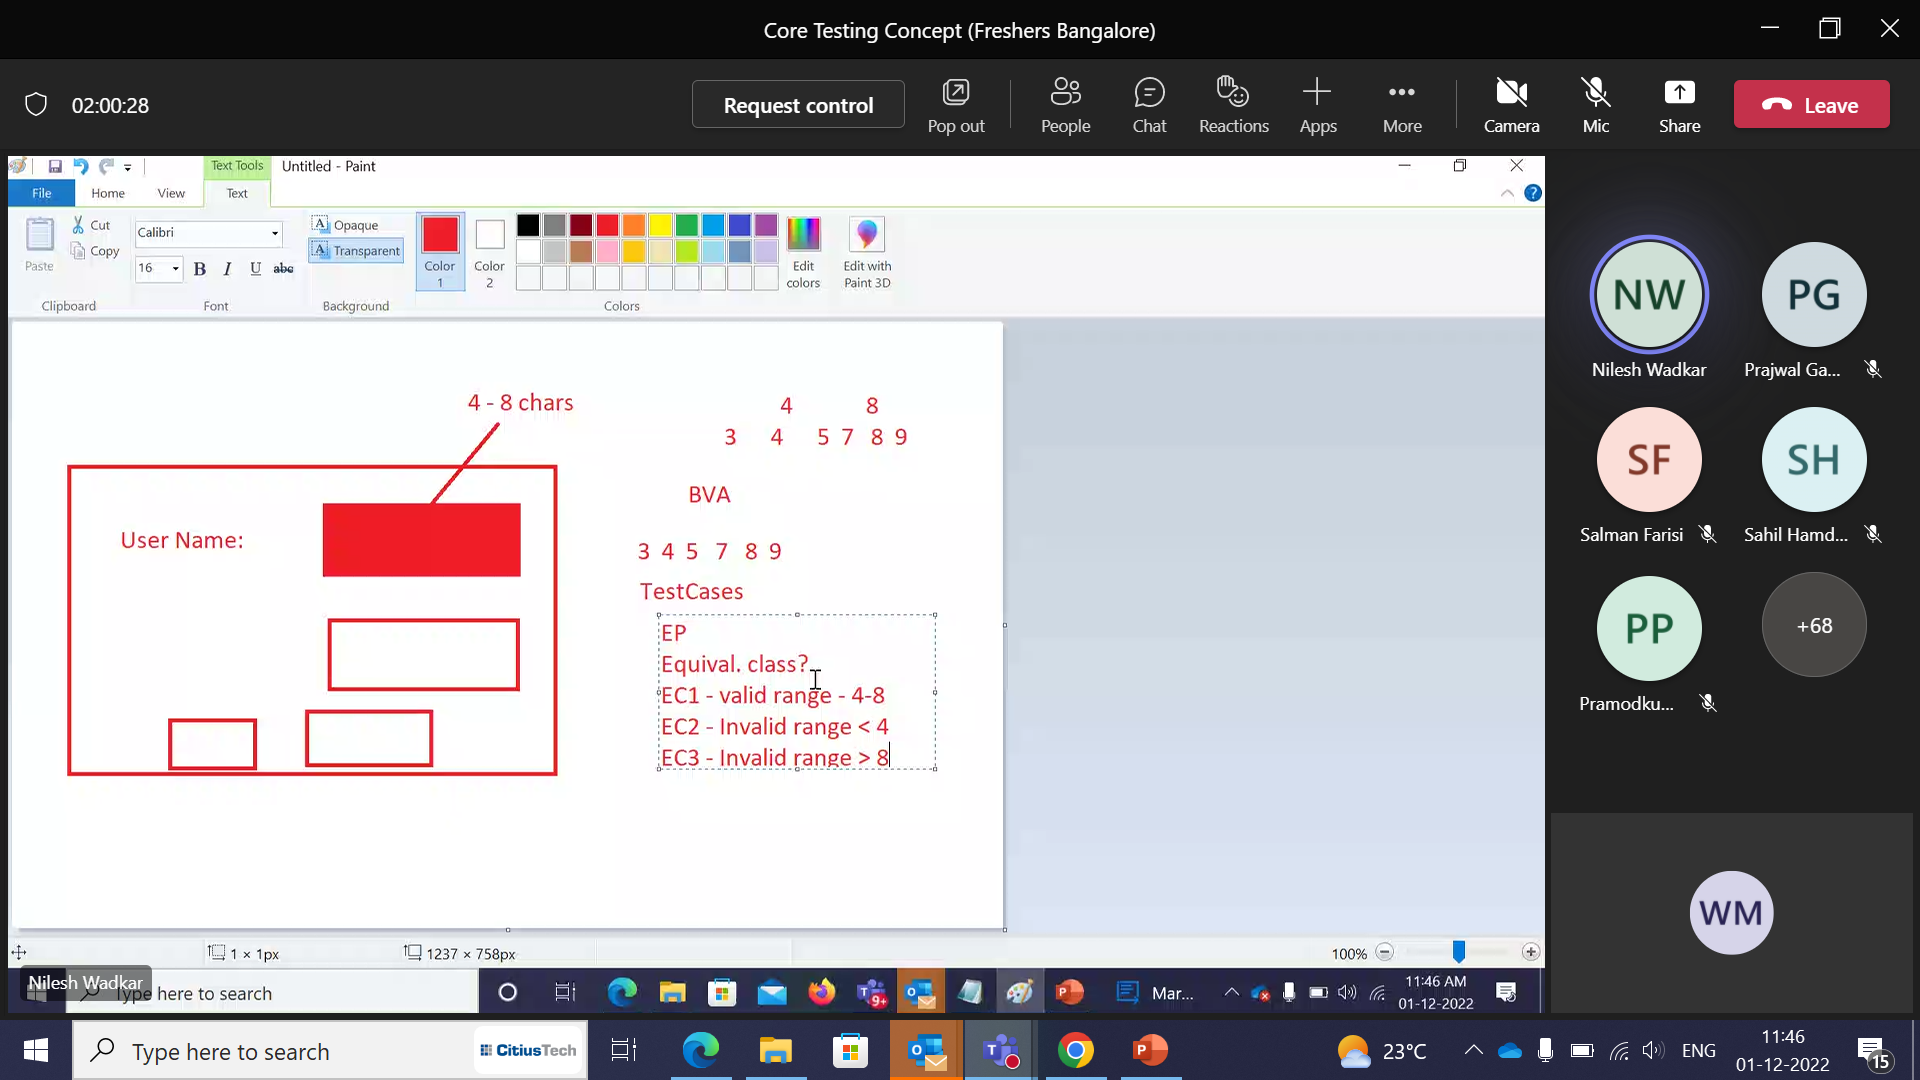 Core Testing Concept (Freshers Bangalore)
02:00:28
Request control
Pop out
People
Chat
Reactions
Apps
More
Camera
Mic
Share
Leave
Text Tools
Untitled - Paint
File
Home
View
Text
Paste
Cut
Copy
Clipboard
Calibri
16
B I U abc
Font
A Opaque
A Transparent
Background
Color
1
Color
2
Edit
colors
Colors
Edit with
Paint 3D
4 - 8 chars
User Name:
4 8
3 4 5 7 8 9
BVA
3 4 5 7 8 9
TestCases
EP
Equival. class?
EC1 - valid range - 4-8
EC2 - Invalid range < 4
EC3 - Invalid range > 8
1 × 1px
1237 × 758px
100%
Nilesh Wadkar
Type here to search
9+
Mar...
11:46 AM
01-12-2022
NW
Nilesh Wadkar
PG
Prajwal Ga...
SF
Salman Farisi
SH
Sahil Hamd...
PP
Pramodku...
+68
WM
Type here to search
CitiusTech
23°C
ENG
11:46
01-12-2022
15